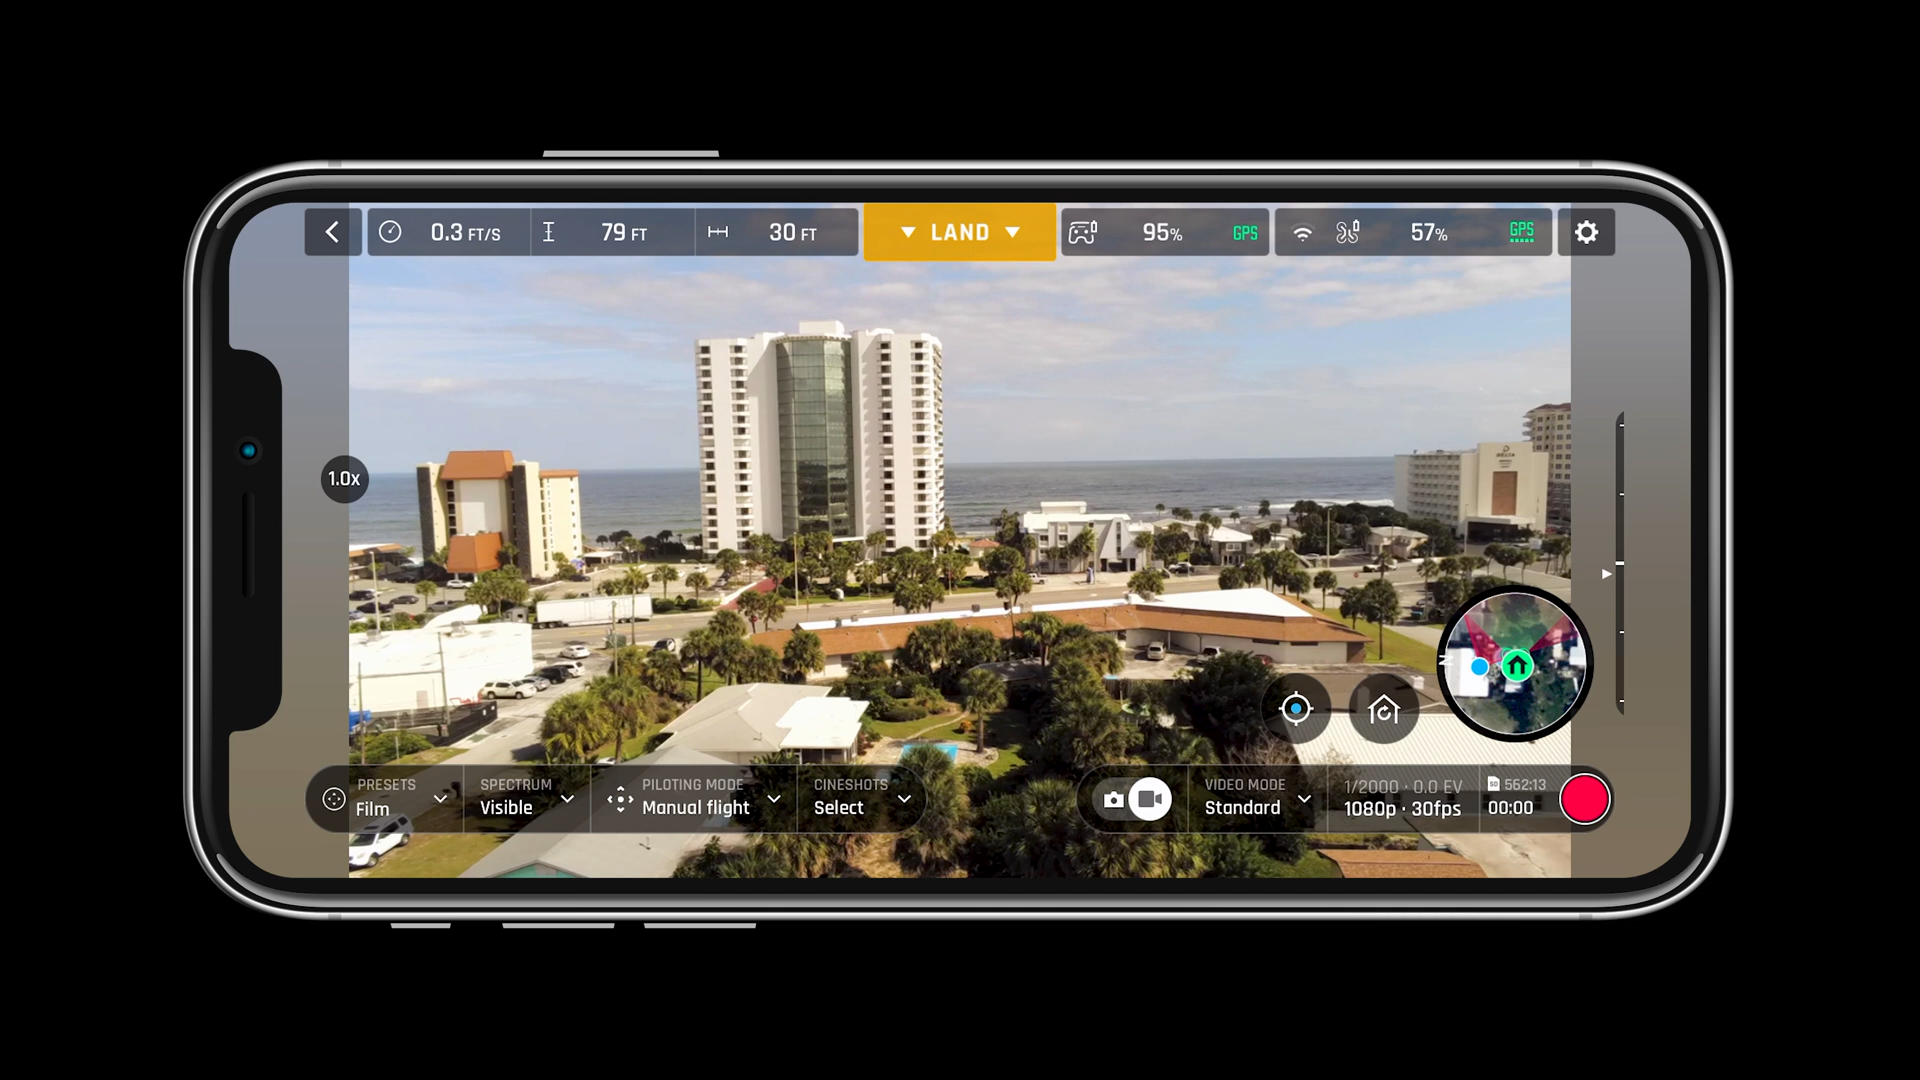 0.3 FT/S
79 FT
30 FT
LAND
95%
GPS
57%
GPS
1.0x
DELTA
N
PRESETS
Film
SPECTRUM
Visible
PILOTING MODE
Manual flight
CINESHOTS
Select
VIDEO MODE
Standard
1/2000 · 0.0 EV
1080p · 30fps
SD 562:13
00:00